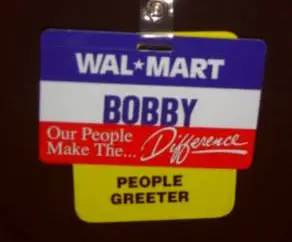 WAL★MART
BOBBY
Our People
Make The... Difference
PEOPLE
GREETER